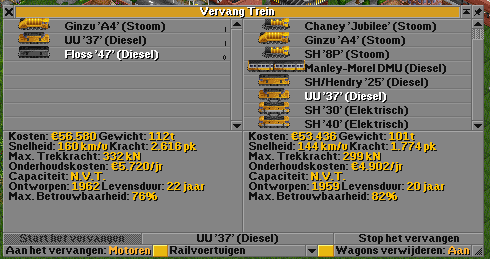 Vervang Trein
Ginzu 'A4' (Stoom)
UU '37' (Diesel)
Floss '47' (Diesel)
0
Chaney 'Jubilee' (Stoom)
Ginzu 'A4' (Stoom)
SH '8P' (Stoom)
Manley-Morel DMU (Diesel)
SH/Hendry '25' (Diesel)
UU '37' (Diesel)
SH '30' (Elektrisch)
SH '40' (Elektrisch)
Kosten: €56.580 Gewicht: 112t
Snelheid: 160 km/u Kracht: 2.616 pk
Max. Trekkracht: 332 kN
Onderhoudskosten: €5.720/jr
Capaciteit: N.V.T.
Ontworpen: 1962 Levensduur: 22 jaar
Max. Betrouwbaarheid: 76%
Kosten: €53.436 Gewicht: 101t
Snelheid: 144 km/u Kracht: 1.774 pk
Max. Trekkracht: 299 kN
Onderhoudskosten: €4.902/jr
Capaciteit: N.V.T.
Ontworpen: 1959 Levensduur: 20 jaar
Max. Betrouwbaarheid: 82%
Start het vervangen
UU '37' (Diesel)
Stop het vervangen
Aan het vervangen: Motoren
Railvoertuigen
Wagons verwijderen: Aan